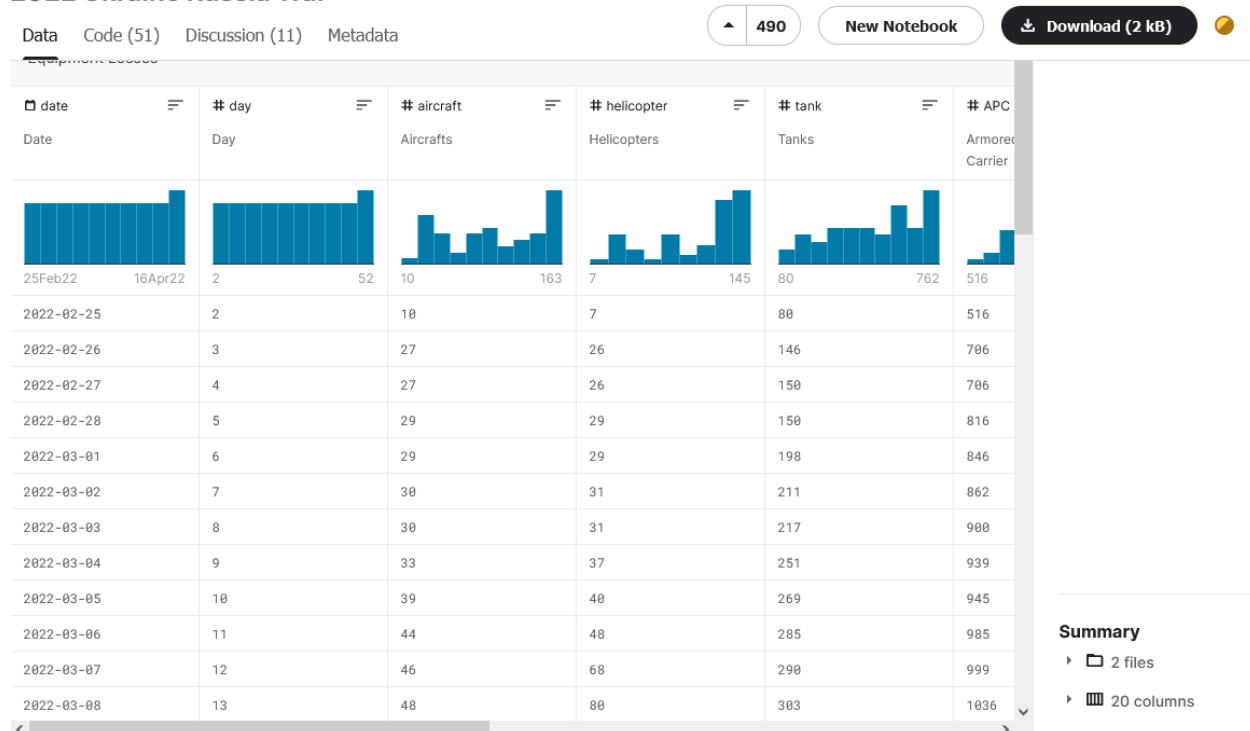 2022 Ukraine Russia War
Data Code (51) Discussion (11) Metadata 490 New Notebook Download (2 kB)
Equipment Losses
date # day # aircraft # helicopter # tank # APC
Date Day Aircrafts Helicopters Tanks Armored
Carrier
25Feb22 16Apr22 2 52 10 163 7 145 80 762 516
2022-02-25 2 10 7 80 516
2022-02-26 3 27 26 146 706
2022-02-27 4 27 26 150 706
2022-02-28 5 29 29 150 816
2022-03-01 6 29 29 198 846
2022-03-02 7 30 31 211 862
2022-03-03 8 30 31 217 900
2022-03-04 9 33 37 251 939
2022-03-05 10 39 40 269 945
2022-03-06 11 44 48 285 985
2022-03-07 12 46 68 290 999
2022-03-08 13 48 80 303 1036
Summary
2 files
20 columns